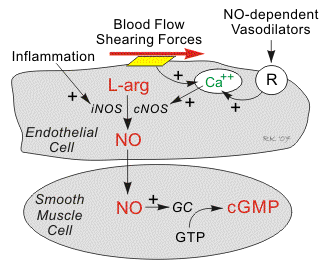 Blood Flow
Shearing Forces
NO-dependent
Vasodilators
Inflammation
+
Ca++
R
L-arg
+
+
+
iNOS cNOS
Endothelial
Cell
NO
RK '07
Smooth
Muscle
Cell
NO
+
GC
cGMP
GTP